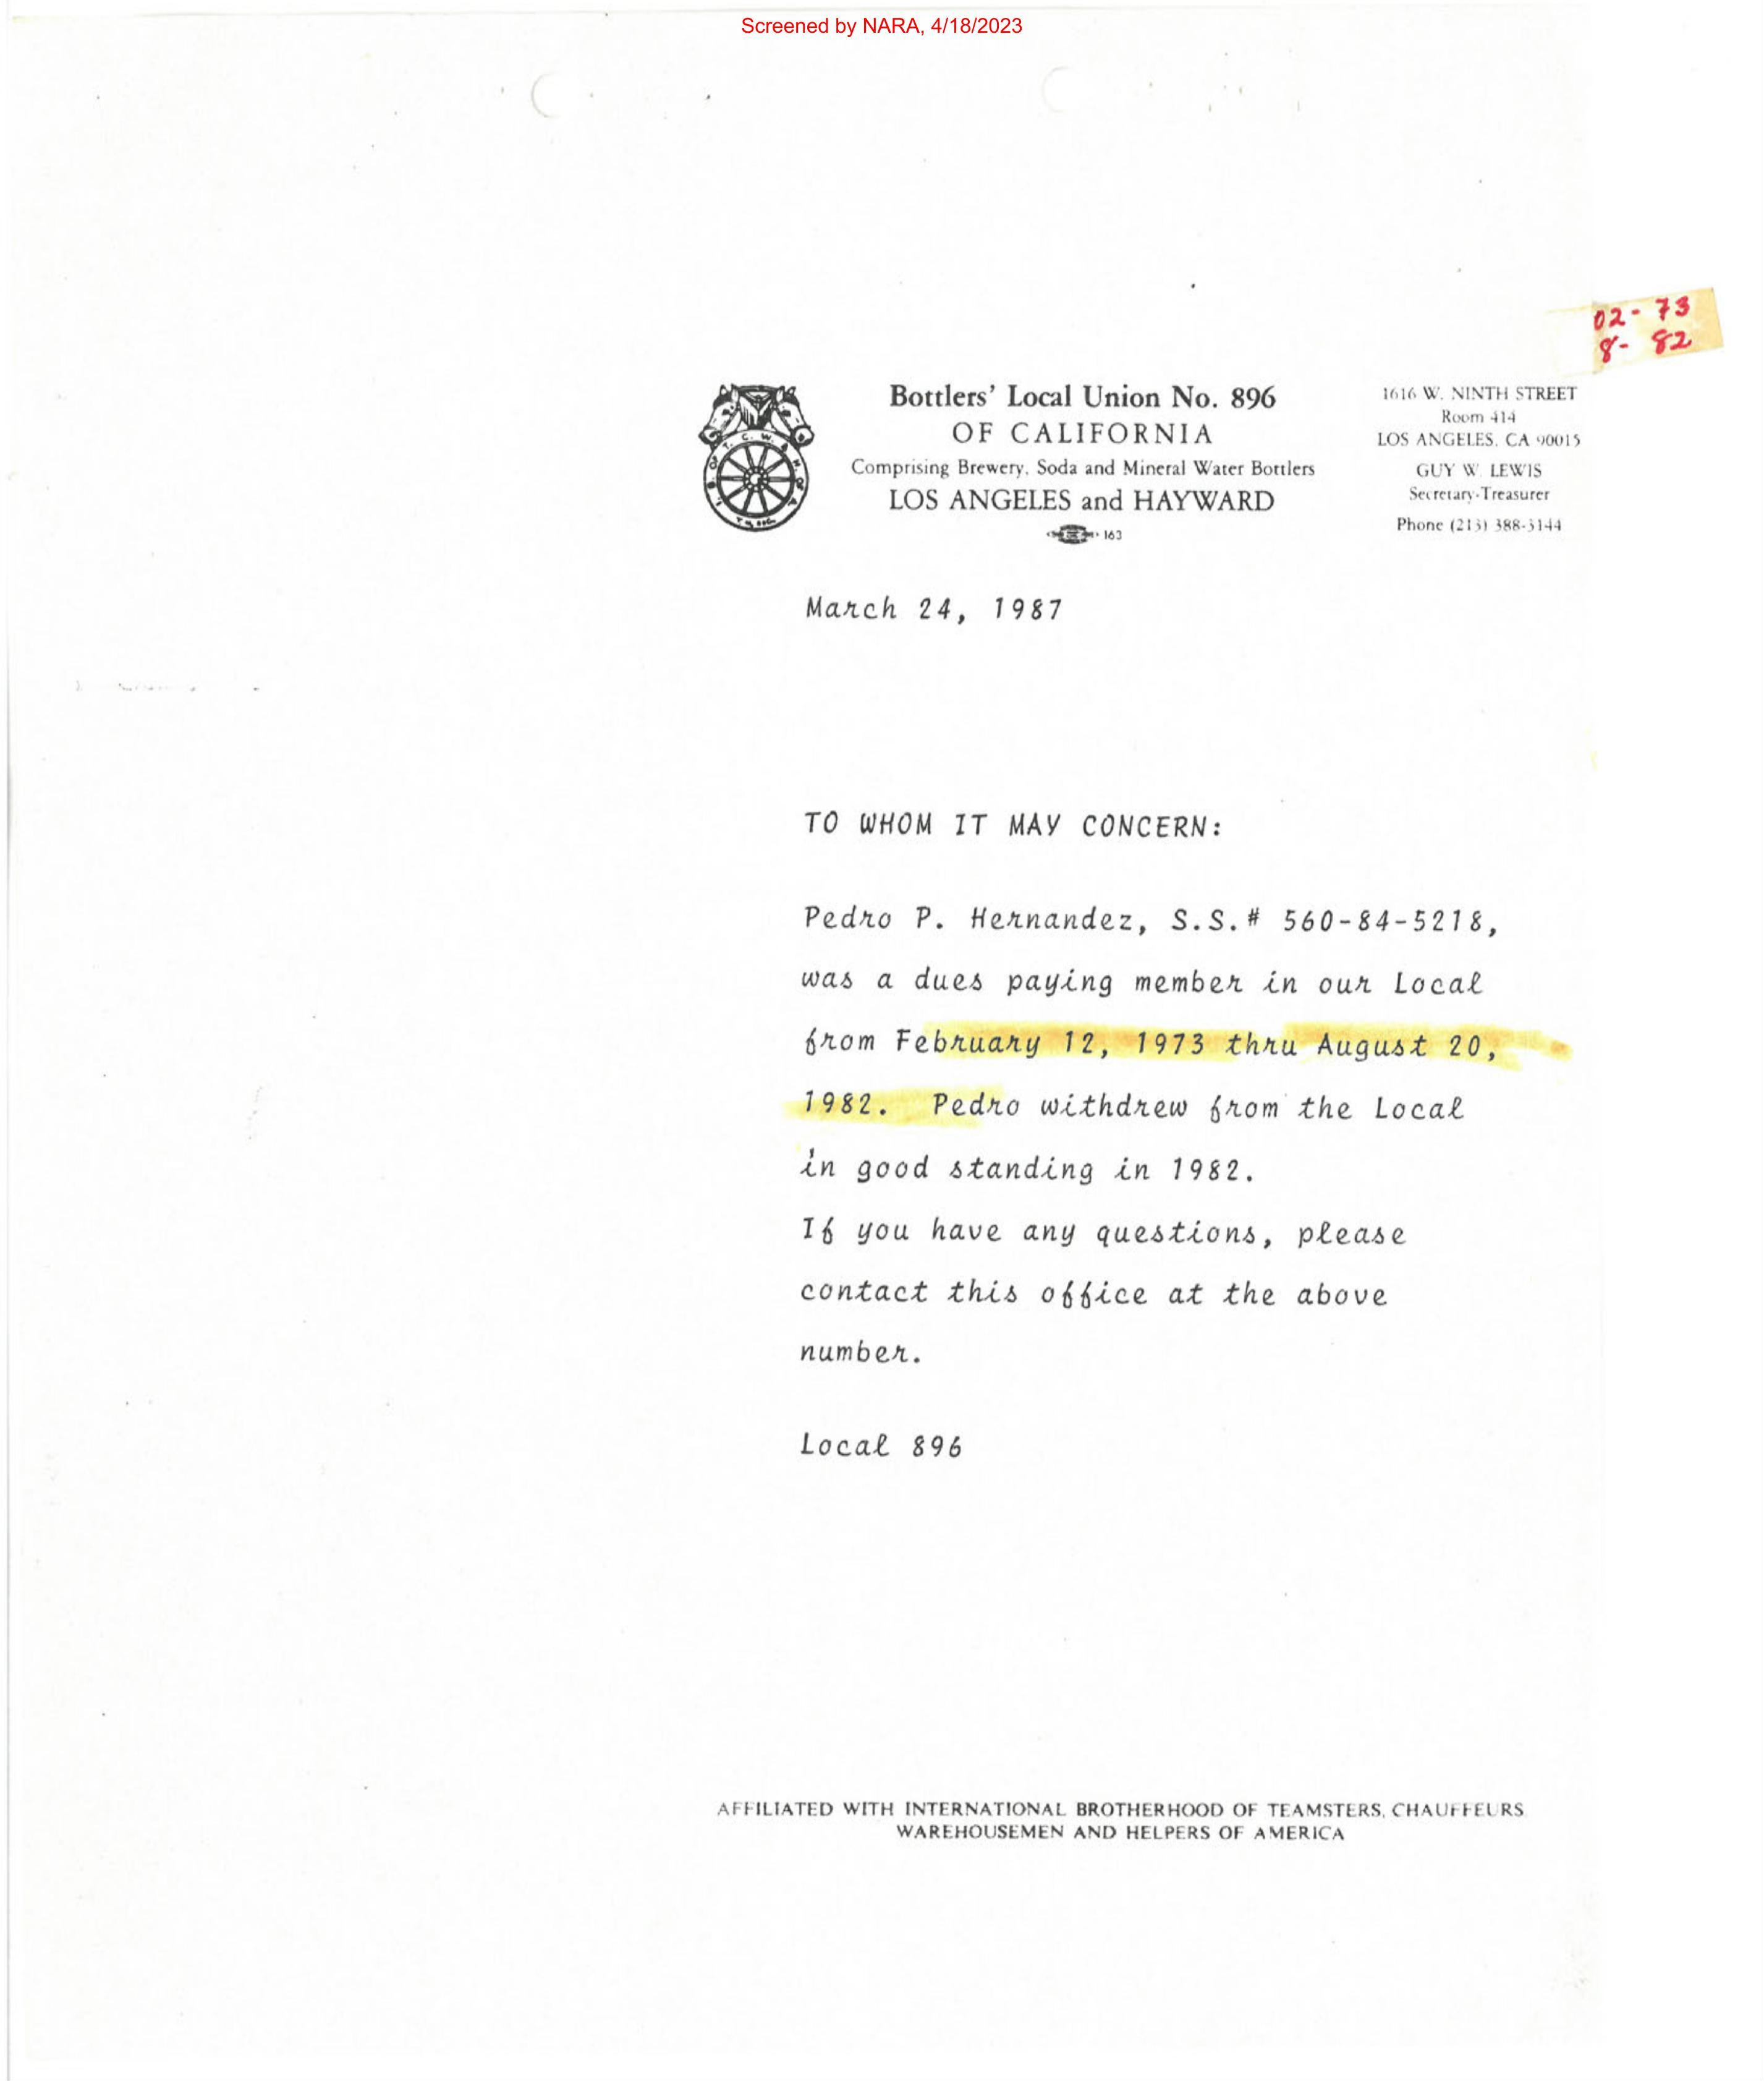 Screened by NARA, 4/18/2023
02- 73
8- 82
Bottlers' Local Union No. 896
OF CALIFORNIA
Comprising Brewery, Soda and Mineral Water Bottlers
LOS ANGELES and HAYWARD
163
1616 W. NINTH STREET
Room 414
LOS ANGELES, CA 90015
GUY W. LEWIS
Secretary-Treasurer
Phone (213) 388-3144
March 24, 1987
TO WHOM IT MAY CONCERN:
Pedro P. Hernandez, S.S.# 560-84-5218,
was a dues paying member in our Local
from February 12, 1973 thru August 20,
1982. Pedro withdrew from the Local
in good standing in 1982.
If you have any questions, please
contact this office at the above
number.
Local 896
AFFILIATED WITH INTERNATIONAL BROTHERHOOD OF TEAMSTERS, CHAUFFEURS
WAREHOUSEMEN AND HELPERS OF AMERICA